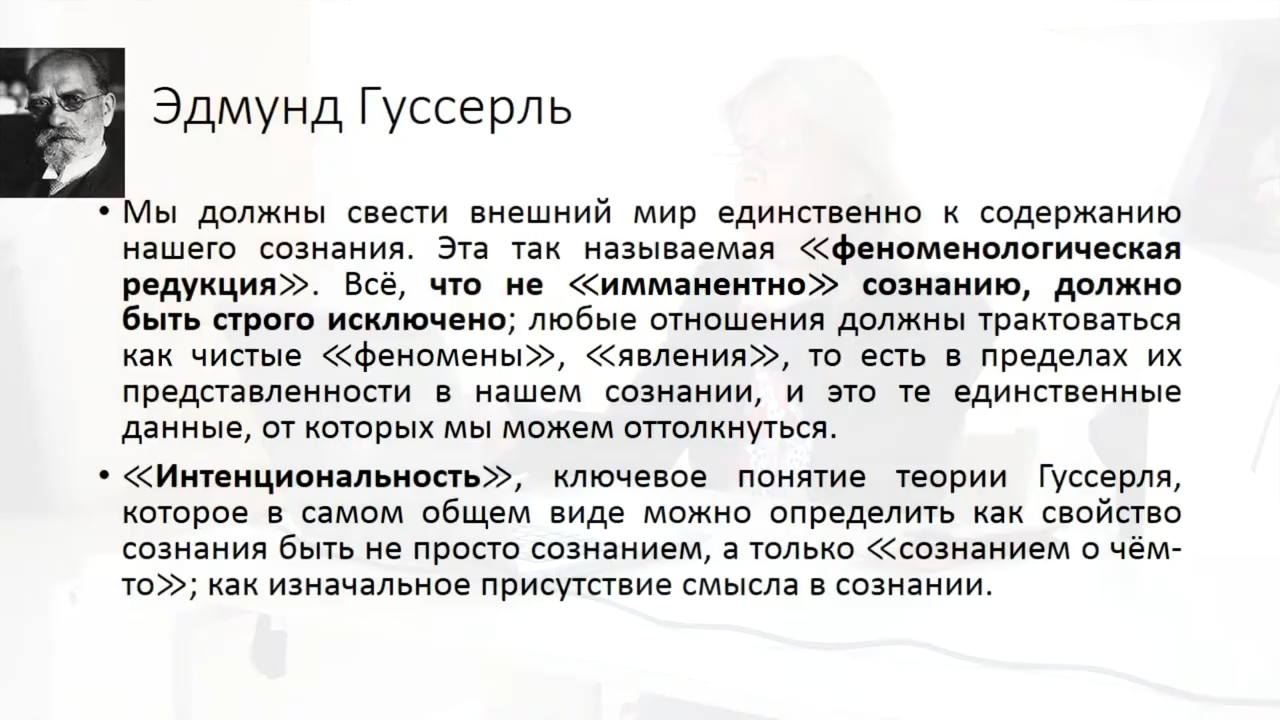 Эдмунд Гуссерль
• Мы должны свести внешний мир единственно к содержанию
нашего сознания. Эта так называемая ≪феноменологическая
редукция≫. Всё, что не ≪имманентно≫ сознанию, должно
быть строго исключено; любые отношения должны трактоваться
как чистые ≪феномены≫, ≪явления≫, то есть в пределах их
представленности в нашем сознании, и это те единственные
данные, от которых мы можем оттолкнуться.
• ≪Интенциональность≫, ключевое понятие теории Гуссерля,
которое в самом общем виде можно определить как свойство
сознания быть не просто сознанием, а только ≪сознанием о чём-
то≫; как изначальное присутствие смысла в сознании.